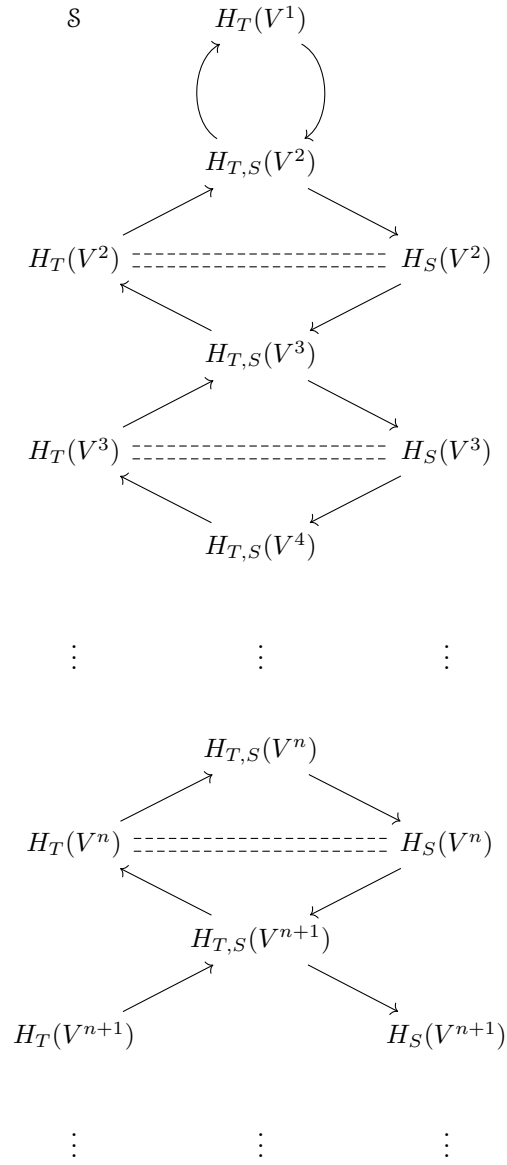 𝒮 H_T(V^1)
H_{T,S}(V^2)
H_T(V^2) H_S(V^2)
H_{T,S}(V^3)
H_T(V^3) H_S(V^3)
H_{T,S}(V^4)
⋮ ⋮ ⋮
H_{T,S}(V^n)
H_T(V^n) H_S(V^n)
H_{T,S}(V^{n+1})
H_T(V^{n+1}) H_S(V^{n+1})
⋮ ⋮ ⋮